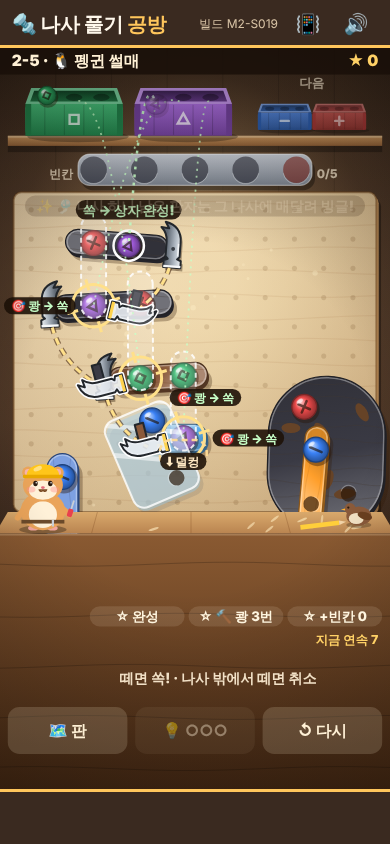 나사 풀기 공방
빌드 M2-S019
2-5 · 펭귄 썰매
★ 0
다음
빈칸
0/5
쏙 → 상자 완성!
쾅 → 쏙
쾅 → 쏙
쾅 → 쏙
⬇덜컹
☆ 완성
☆ 🔨 쾅 3번
☆ +빈칸 0
지금 연속 7
떼면 쏙! · 나사 밖에서 떼면 취소
판
다시